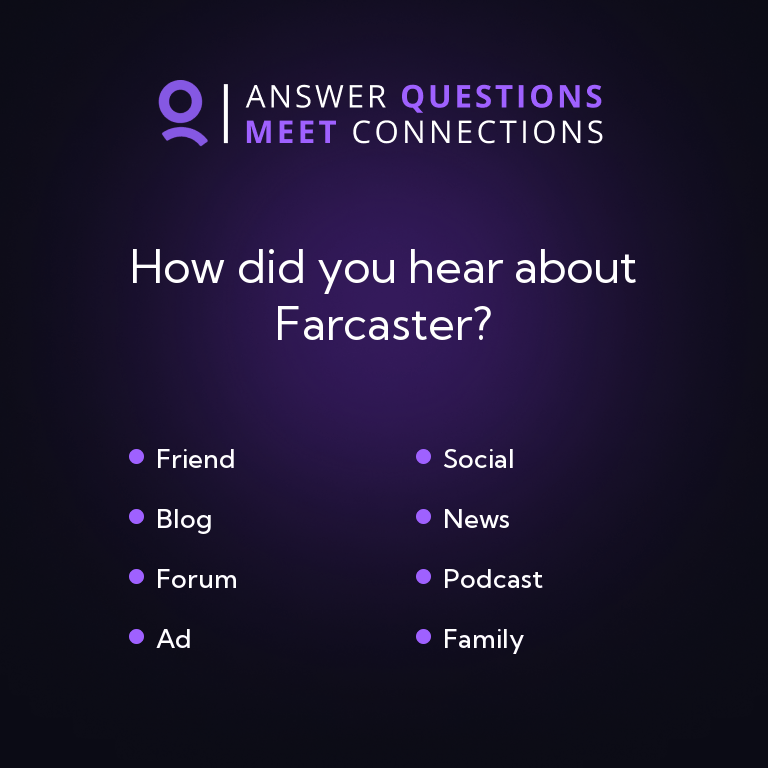 ANSWER QUESTIONS
MEET CONNECTIONS
How did you hear about
Farcaster?
Friend
Social
Blog
News
Forum
Podcast
Ad
Family